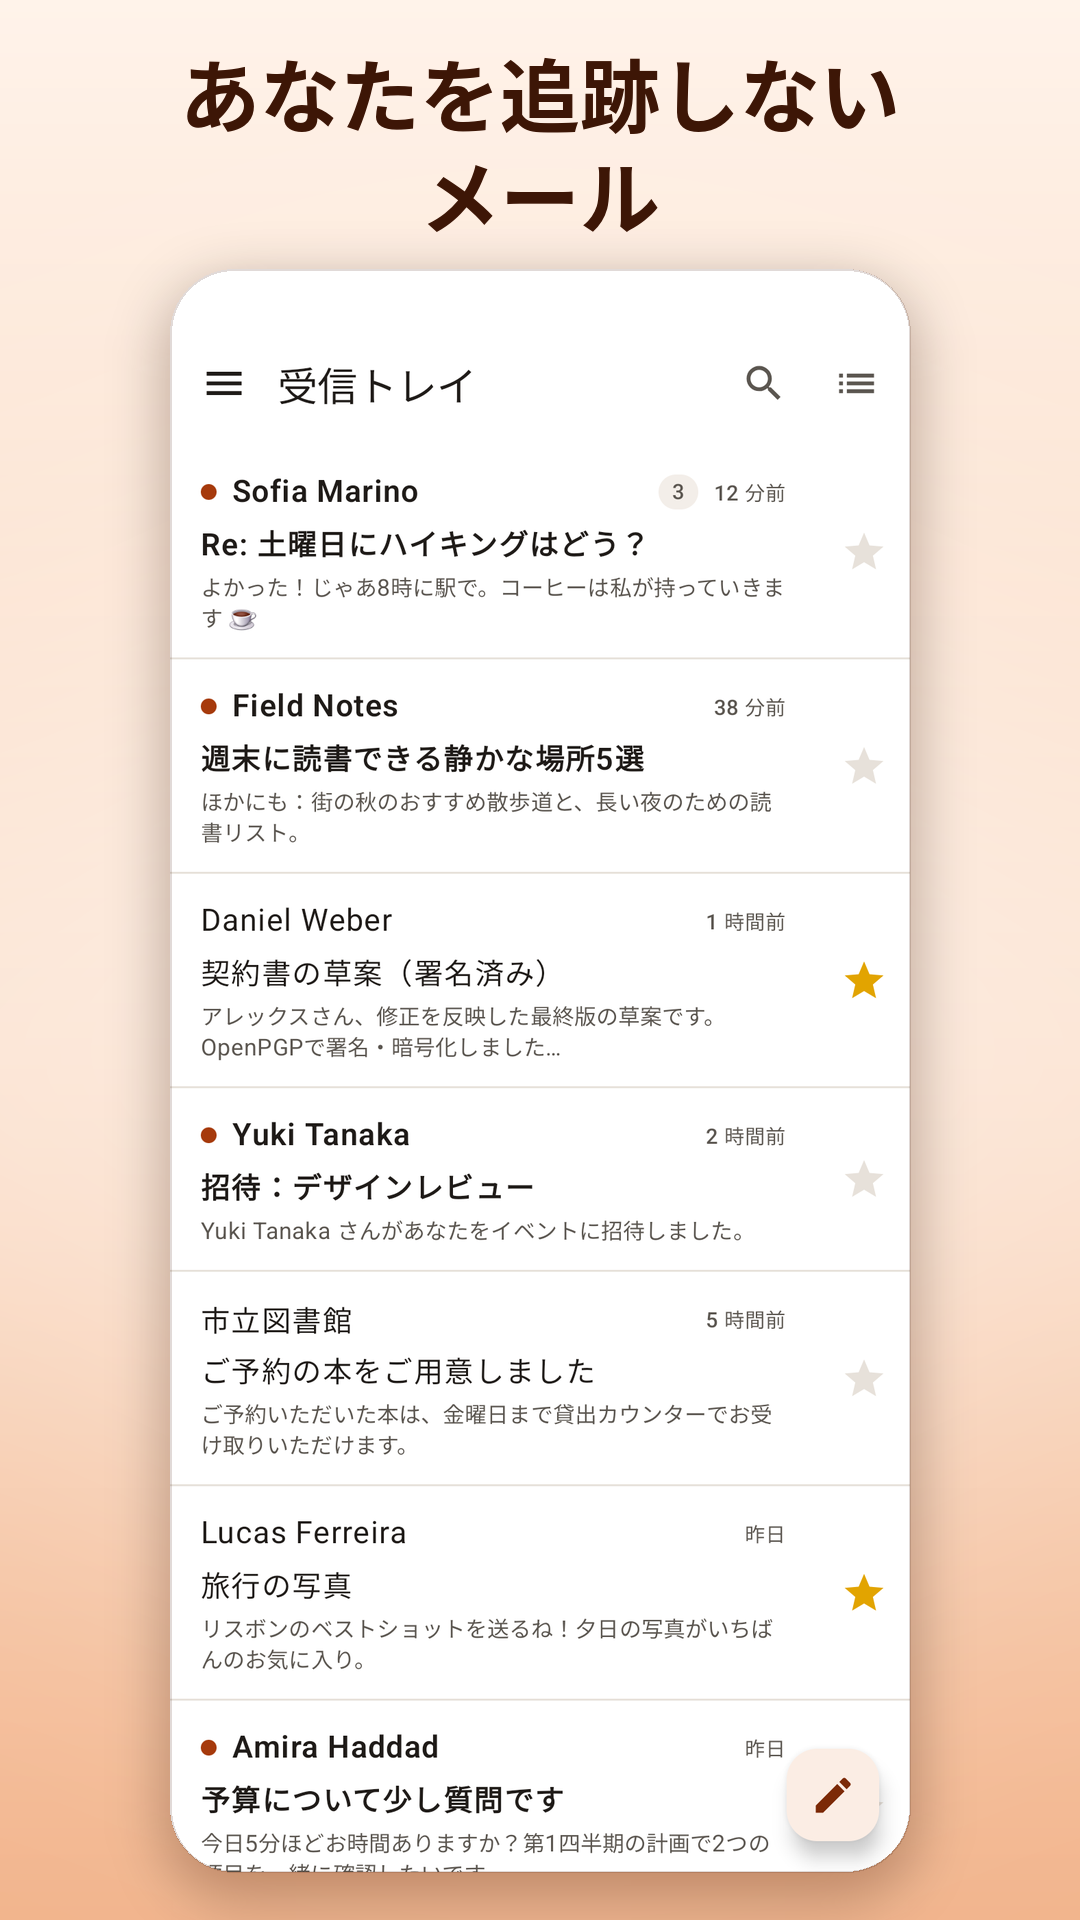 あなたを追跡しない
メール
受信トレイ
Sofia Marino 3 12 分前
Re: 土曜日にハイキングはどう？
よかった！じゃあ8時に駅で。コーヒーは私が持っていきま
す ☕
Field Notes 38 分前
週末に読書できる静かな場所5選
ほかにも：街の秋のおすすめ散歩道と、長い夜のための読
書リスト。
Daniel Weber 1 時間前
契約書の草案（署名済み）
アレックスさん、修正を反映した最終版の草案です。
OpenPGPで署名・暗号化しました...
Yuki Tanaka 2 時間前
招待：デザインレビュー
Yuki Tanaka さんがあなたをイベントに招待しました。
市立図書館 5 時間前
ご予約の本をご用意しました
ご予約いただいた本は、金曜日まで貸出カウンターでお受
け取りいただけます。
Lucas Ferreira 昨日
旅行の写真
リスボンのベストショットを送るね！夕日の写真がいちば
んのお気に入り。
Amira Haddad 昨日
予算について少し質問です
今日5分ほどお時間ありますか？第1四半期の計画で2つの